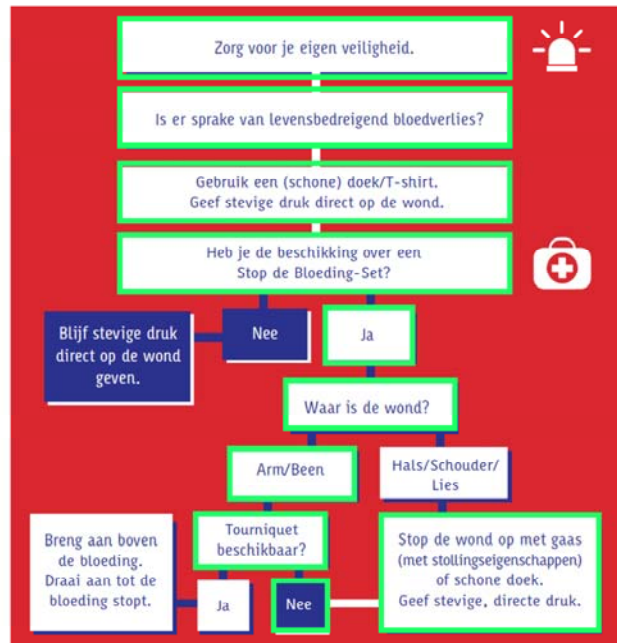 Zorg voor je eigen veiligheid.
Is er sprake van levensbedreigend bloedverlies?
Gebruik een (schone) doek/T-shirt.
Geef stevige druk direct op de wond.
Heb je de beschikking over een
Stop de Bloeding-Set?
Blijf stevige druk
direct op de wond
geven.
Nee
Ja
Waar is de wond?
Arm/Been
Hals/Schouder/
Lies
Tourniquet
beschikbaar?
Breng aan boven
de bloeding.
Draai aan tot de
bloeding stopt.
Ja
Nee
Stop de wond op met gaas
(met stollingseigenschappen)
of schone doek.
Geef stevige, directe druk.